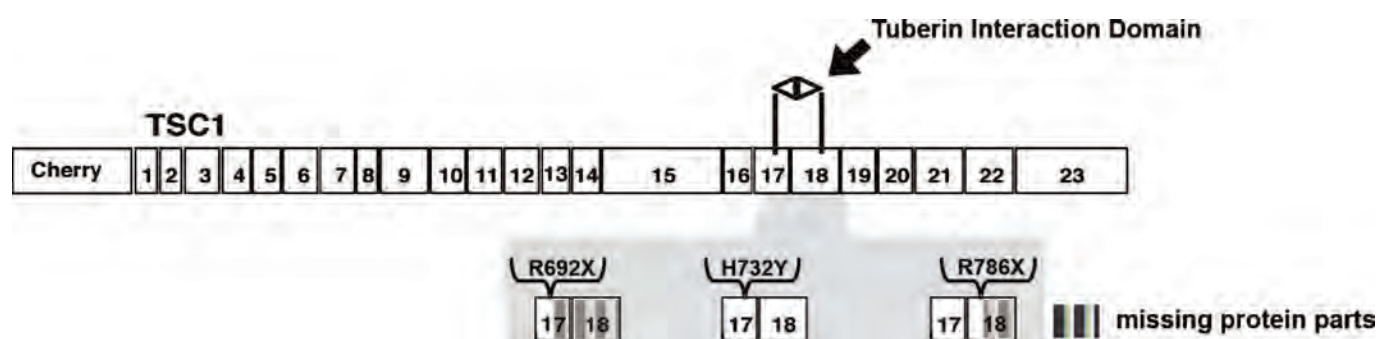 Tuberin Interaction Domain
TSC1
Cherry 1 2 3 4 5 6 7 8 9 10 11 12 13 14 15 16 17 18 19 20 21 22 23
R692X H732Y R786X
17 18 17 18 17 18 missing protein parts